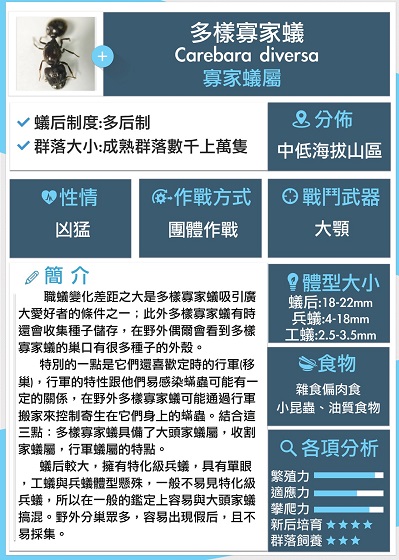 多樣寡家蟻
Carebara diversa
寡家蟻屬
蟻后制度:多后制
群落大小:成熟群落數千上萬隻
分佈
中低海拔山區
性情
凶猛
作戰方式
團體作戰
戰鬥武器
大顎
簡 介
職蟻變化差距之大是多樣寡家蟻吸引廣
大愛好者的條件之一；此外多樣寡家蟻有時
還會收集種子儲存，在野外偶爾會看到多樣
寡家蟻的巢口有很多種子的外殼。
特別的一點是它們還喜歡定時的行軍(移
巢)，行軍的特性跟他們易感染蟎蟲可能有一
定的關係，在野外多樣寡家蟻可能通過行軍
搬家來控制寄生在它們身上的蟎蟲。結合這
三點：多樣寡家蟻具備了大頭家蟻屬，收割
家蟻屬，行軍蟻屬的特點。
蟻后較大，擁有特化級兵蟻，具有單眼
，工蟻與兵蟻體型懸殊，一般不易見特化級
兵蟻，所以在一般的鑑定上容易與大頭家蟻
搞混。野外分巢眾多，容易出現假后，且不
易採集。
體型大小
蟻后:18-22mm
兵蟻:4-18mm
工蟻:2.5-3.5mm
食物
雜食偏肉食
小昆蟲、油質食物
各項分析
繁殖力
適應力
攀爬力
新后培育 ★★★★
群落飼養 ★★★